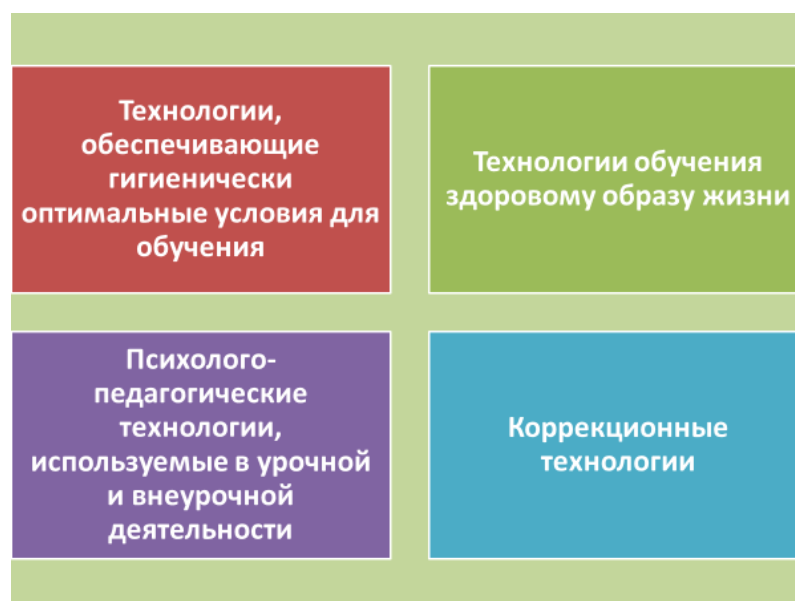 Технологии,
обеспечивающие
гигиенически
оптимальные условия для
обучения
Технологии обучения
здоровому образу жизни
Психолого-
педагогические
технологии,
используемые в урочной
и внеурочной
деятельности
Коррекционные
технологии